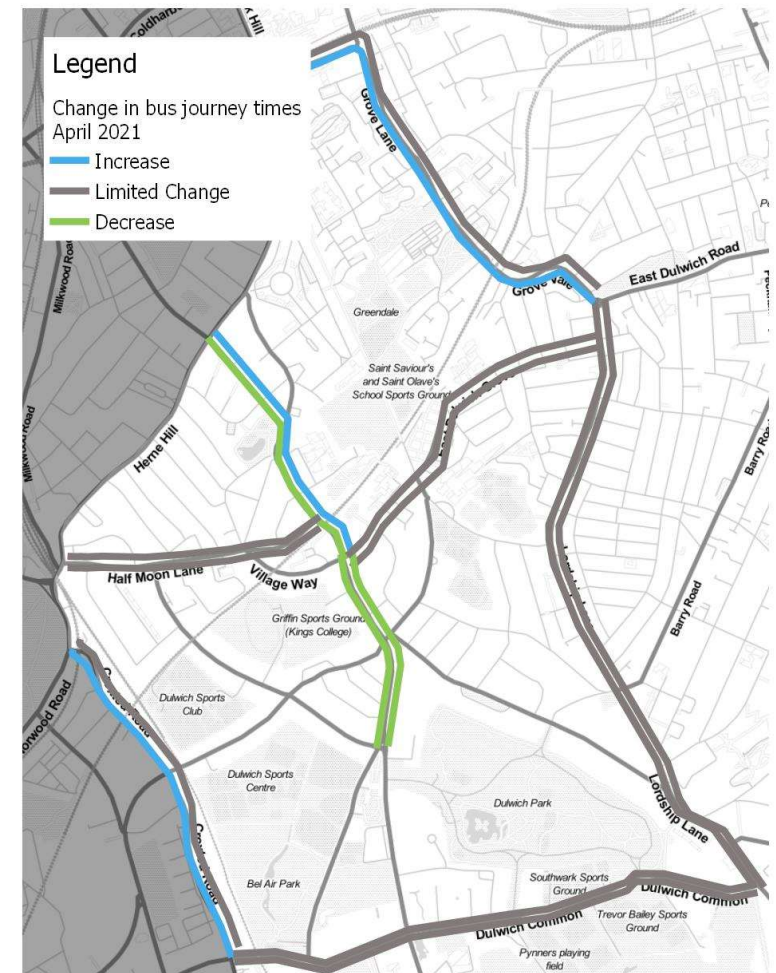 Legend
Change in bus journey times
April 2021
Increase
Limited Change
Decrease
Grove Lane
Grove Vale
East Dulwich Road
Milkwood Road
Milkwood Road
Greendale
Saint Saviour's
and Saint Olave's
School Sports Ground
Herne Hill
Barry Road
Half Moon Lane
Village Way
Barry Road
Griffin Sports Ground
(Kings College)
Dulwich Sports
Club
Dulwich Sports
Centre
Dulwich Park
Lordship Lane
Bel Air Park
Southwark Sports
Ground
Dulwich Common
Dulwich Common
Trevor Bailey Sports
Ground
Pynners playing
field